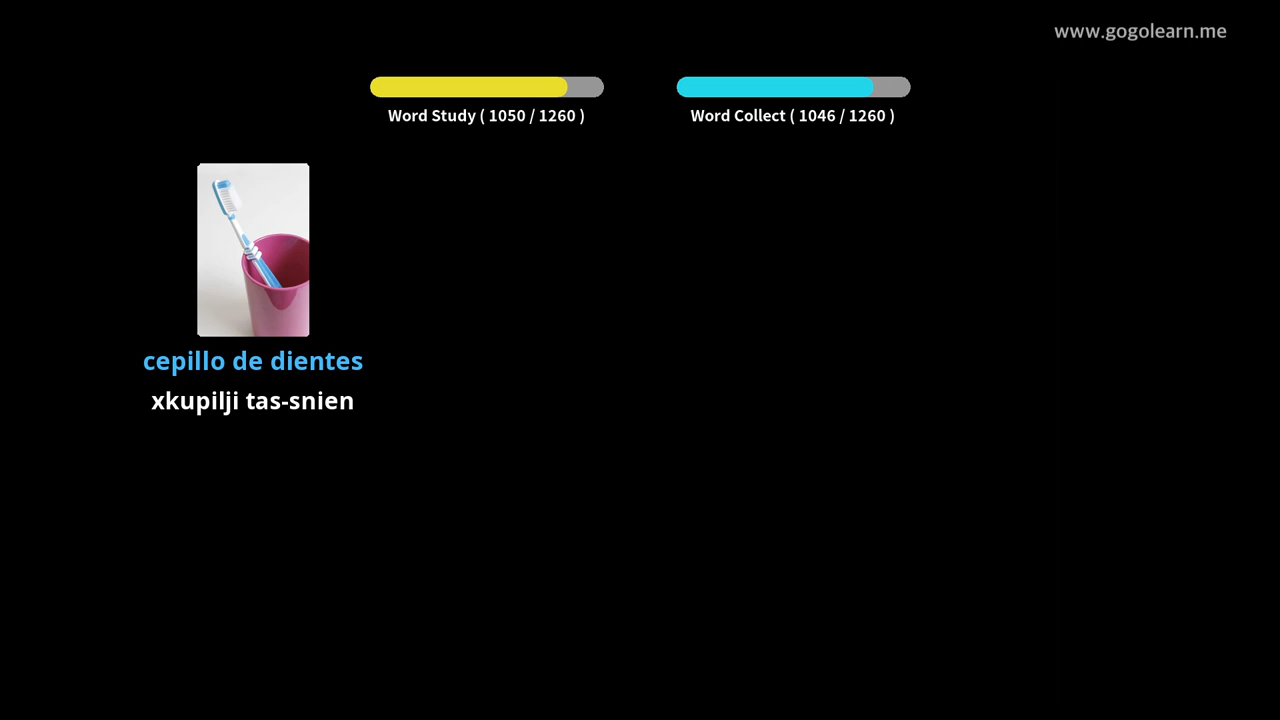 www.gogolearn.me
Word Study ( 1050 / 1260 )
Word Collect ( 1046 / 1260 )
cepillo de dientes
xkupilji tas-snien